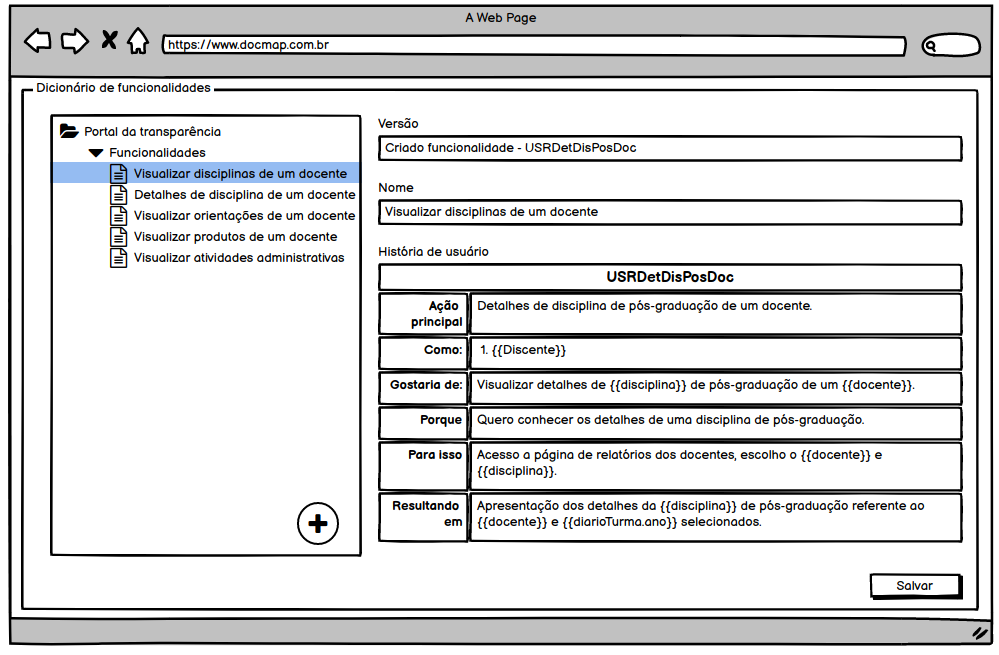 A Web Page
https://www.docmap.com.br
Dicionário de funcionalidades
Portal da transparência
Funcionalidades
Visualizar disciplinas de um docente
Detalhes de disciplina de um docente
Visualizar orientações de um docente
Visualizar produtos de um docente
Visualizar atividades administrativas
Versão
Criado funcionalidade - USRDetDisPosDoc
Nome
Visualizar disciplinas de um docente
História de usuário
USRDetDisPosDoc
Ação
principal
Detalhes de disciplina de pós-graduação de um docente.
Como:
1. {{Discente}}
Gostaria de:
Visualizar detalhes de {{disciplina}} de pós-graduação de um {{docente}}.
Porque
Quero conhecer os detalhes de uma disciplina de pós-graduação.
Para isso
Acesso a página de relatórios dos docentes, escolho o {{docente}} e
{{disciplina}}.
Resultando
em
Apresentação dos detalhes da {{disciplina}} de pós-graduação referente ao
{{docente}} e {{diarioTurma.ano}} selecionados.
Salvar